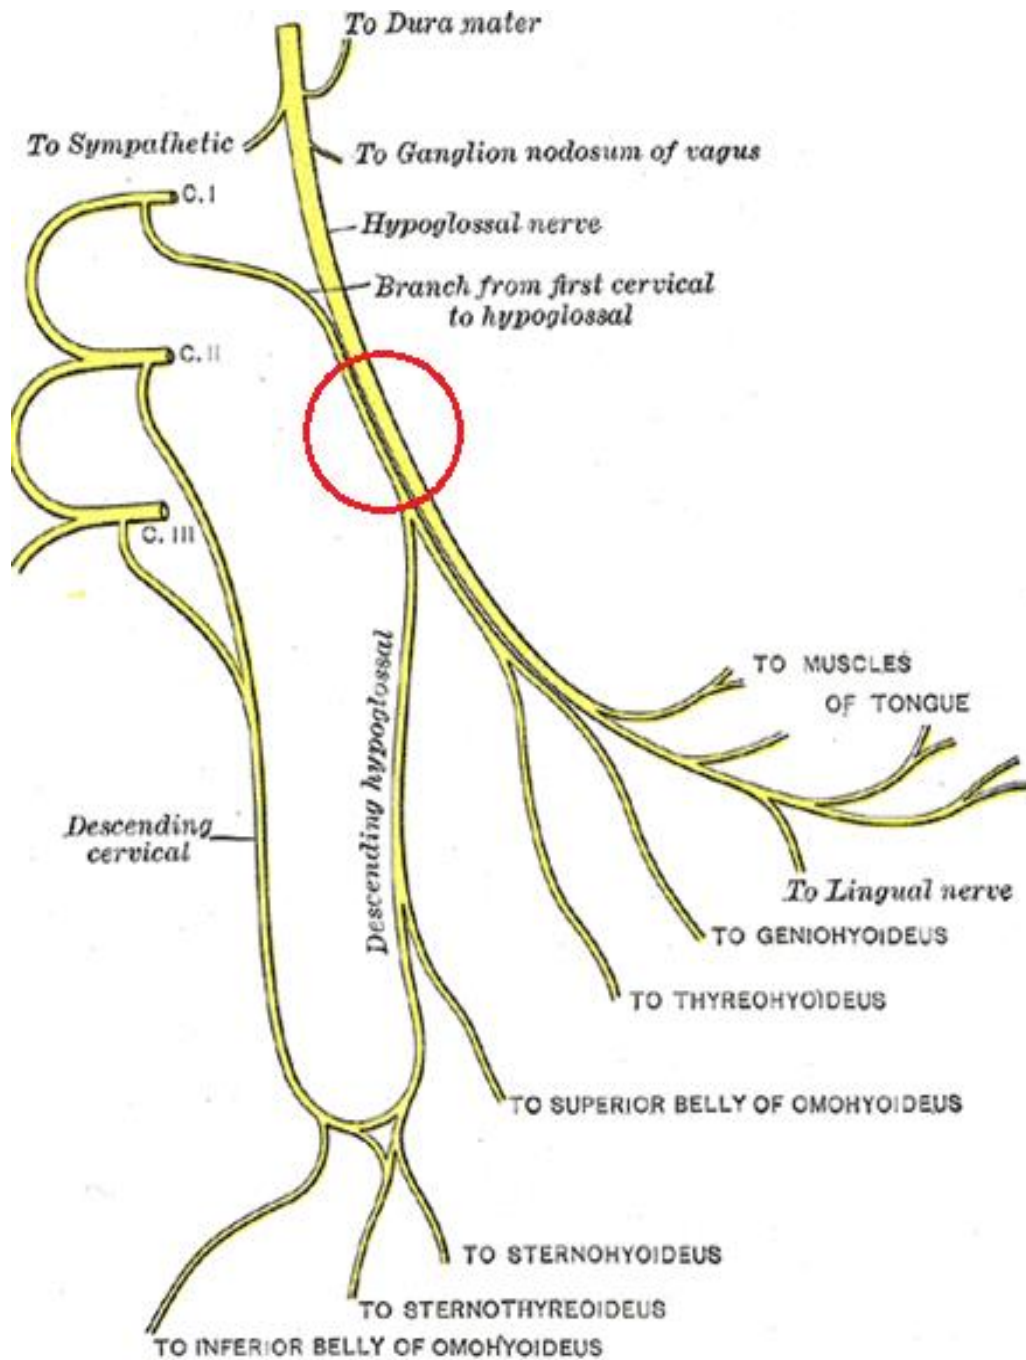 To Dura mater
To Sympathetic
To Ganglion nodosum of vagus
C. I
Hypoglossal nerve
Branch from first cervical
to hypoglossal
C. II
C. III
Descending hypoglossal
TO MUSCLES
OF TONGUE
Descending
cervical
To Lingual nerve
TO GENIOHYOIDEUS
TO THYREOHYOIDEUS
TO SUPERIOR BELLY OF OMOHYOIDEUS
TO STERNOHYOIDEUS
TO STERNOTHYREOIDEUS
TO INFERIOR BELLY OF OMOHYOIDEUS